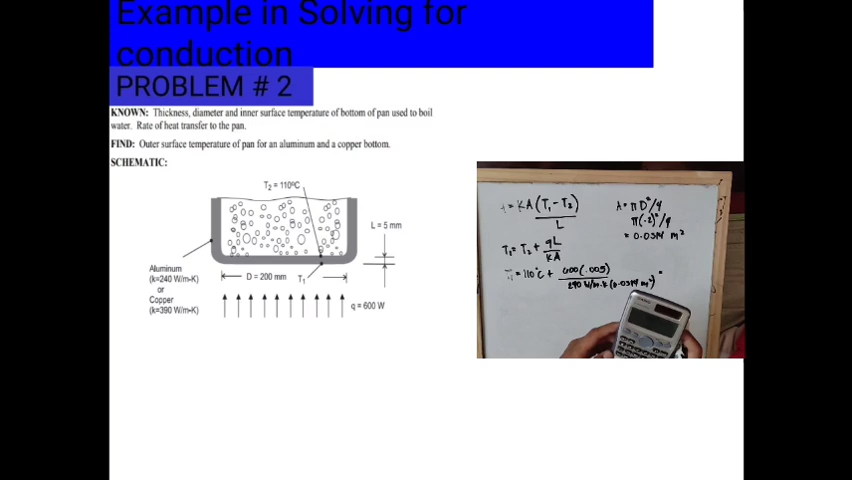 Example in Solving for
conduction
PROBLEM # 2
KNOWN: Thickness, diameter and inner surface temperature of bottom of pan used to boil
water. Rate of heat transfer to the pan.
FIND: Outer surface temperature of pan for an aluminum and a copper bottom.
SCHEMATIC:
T₂ = 110ºC
L = 5 mm
Aluminum
(k=240 W/m•K)
or
Copper
(k=390 W/m•K)
D = 200 mm
T₁
q = 600 W
= KA (T₁ - T₂)
L
A = π D²/4
π(.2)²/4
= 0.0314 m²
T₁ = T₂ + qL
kA
= 110°C + 600(.005)
240 W/m·K (0.0314 m²)
CASIO